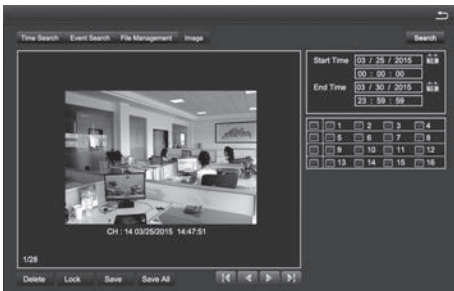 Time Search Event Search File Management Image Search
Start Time 03 / 25 / 2015
00 : 00 : 00
End Time 03 / 30 / 2015
23 : 59 : 59
1 2 3 4
5 6 7 8
9 10 11 12
13 14 15 16
CH : 14 03/25/2015 14:47:51
1/28
Delete Lock Save Save All